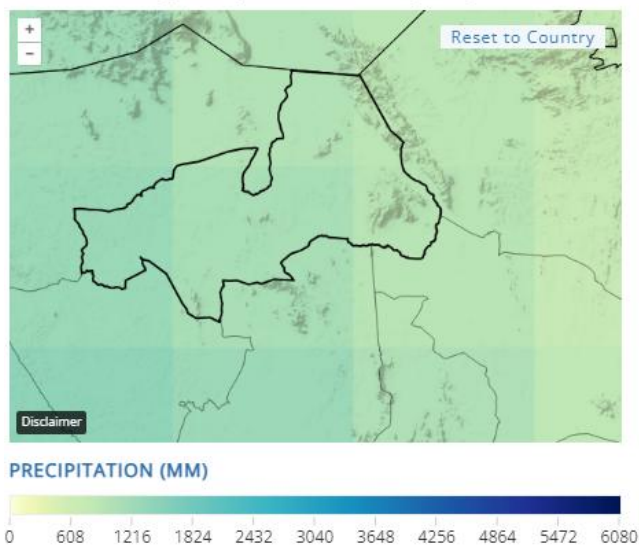 +
Reset to Country
−
Disclaimer
PRECIPITATION (MM)
0 608 1216 1824 2432 3040 3648 4256 4864 5472 6080